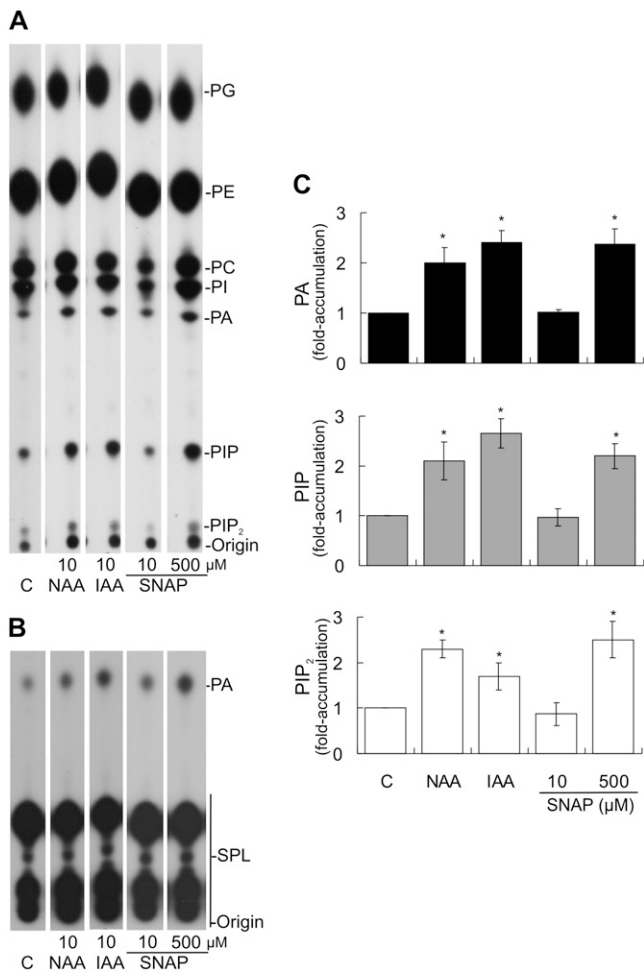 A
-PG
-PE
-PC
-PI
-PA
-PIP
-PIP₂
-Origin
10 10 10 500 µM
C NAA IAA SNAP
B
-PA
-SPL
-Origin
10 10 10 500 µM
C NAA IAA SNAP
C
PA
(fold-accumulation)
3
2
1
0
* * *
PIP
(fold-accumulation)
3
2
1
0
* * *
PIP₂
(fold-accumulation)
3
2
1
0
* * *
C NAA IAA 10 500
SNAP (µM)